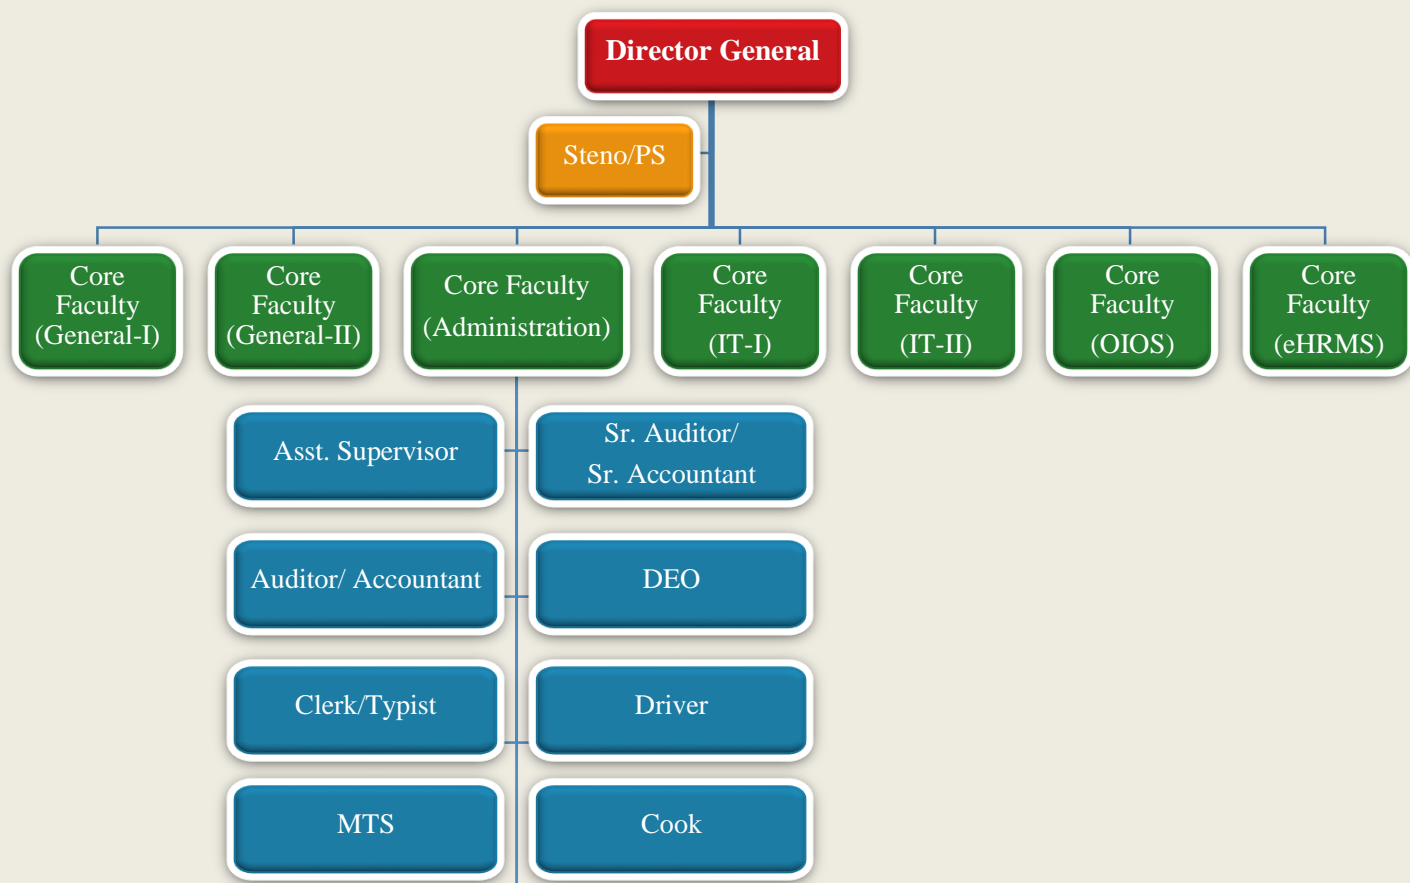 Director General
Steno/PS
Core
Faculty
(General-I)
Core
Faculty
(General-II)
Core Faculty
(Administration)
Core
Faculty
(IT-I)
Core
Faculty
(IT-II)
Core
Faculty
(OIOS)
Core
Faculty
(eHRMS)
Asst. Supervisor
Sr. Auditor/
Sr. Accountant
Auditor/ Accountant
DEO
Clerk/Typist
Driver
MTS
Cook